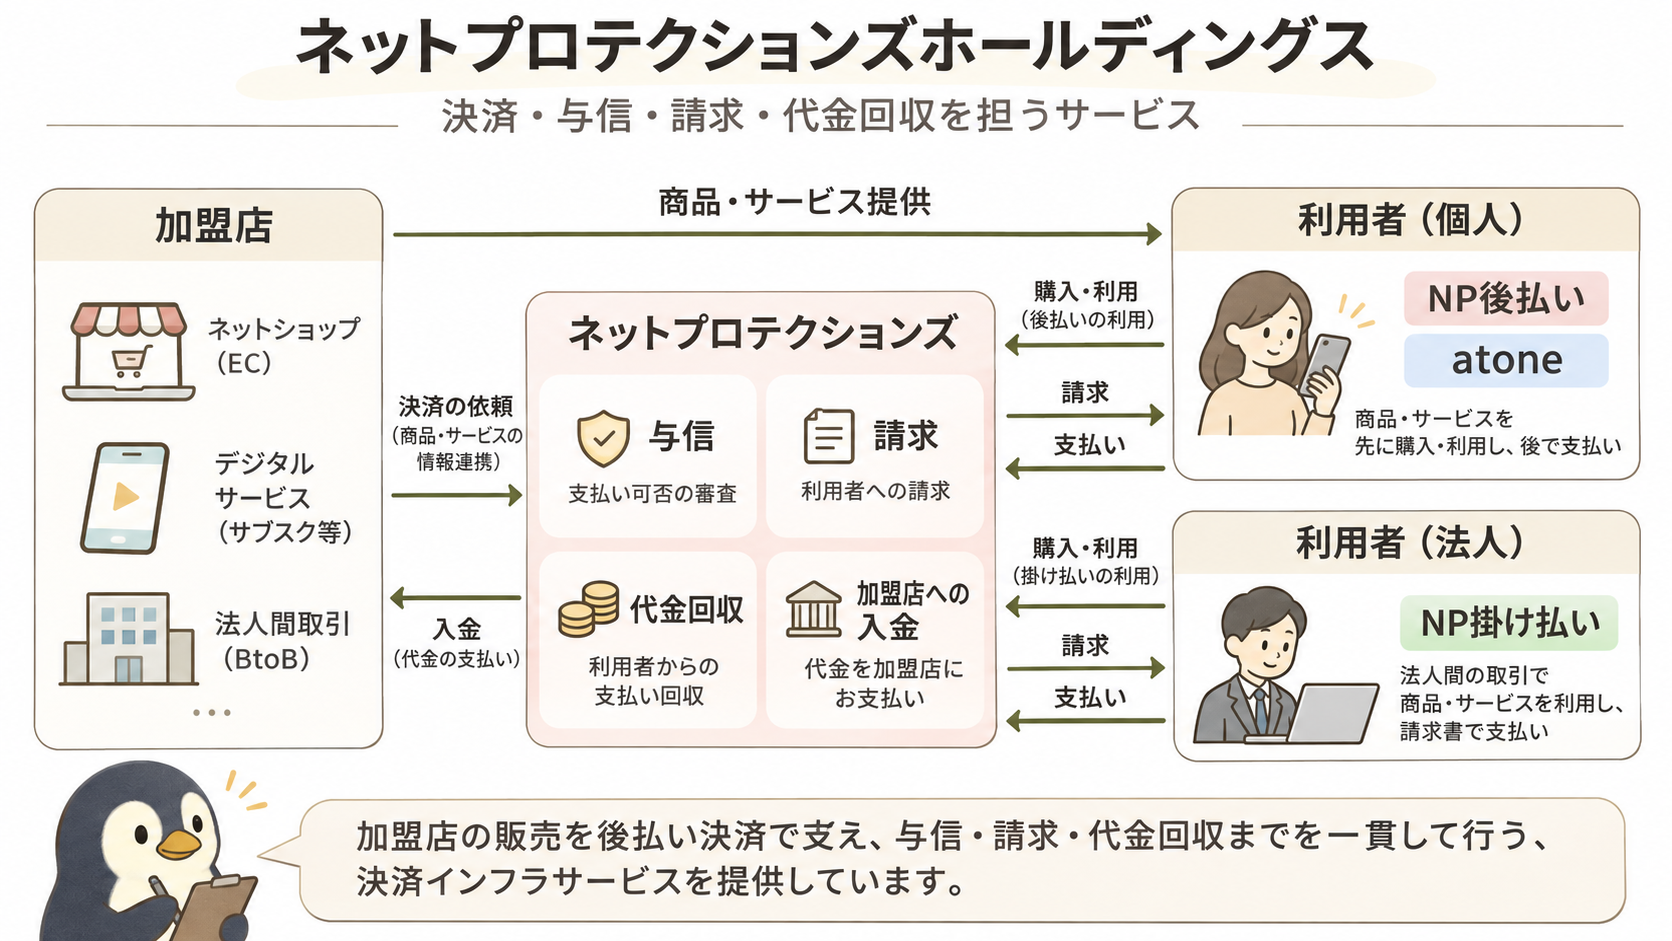 ネットプロテクションズホールディングス
決済・与信・請求・代金回収を担うサービス
加盟店
ネットショップ
（EC）
デジタル
サービス
（サブスク等）
法人間取引
（BtoB）
…
商品・サービス提供
決済の依頼
（商品・サービスの
情報連携）
入金
（代金の支払い）
ネットプロテクションズ
与信
支払い可否の審査
請求
利用者への請求
代金回収
利用者からの
支払い回収
加盟店への
入金
代金を加盟店に
お支払い
購入・利用
（後払いの利用）
請求
支払い
購入・利用
（掛け払いの利用）
請求
支払い
利用者（個人）
NP後払い
atone
商品・サービスを
先に購入・利用し、後で支払い
利用者（法人）
NP掛け払い
法人間の取引で
商品・サービスを利用し、
請求書で支払い
加盟店の販売を後払い決済で支え、与信・請求・代金回収までを一貫して行う、
決済インフラサービスを提供しています。